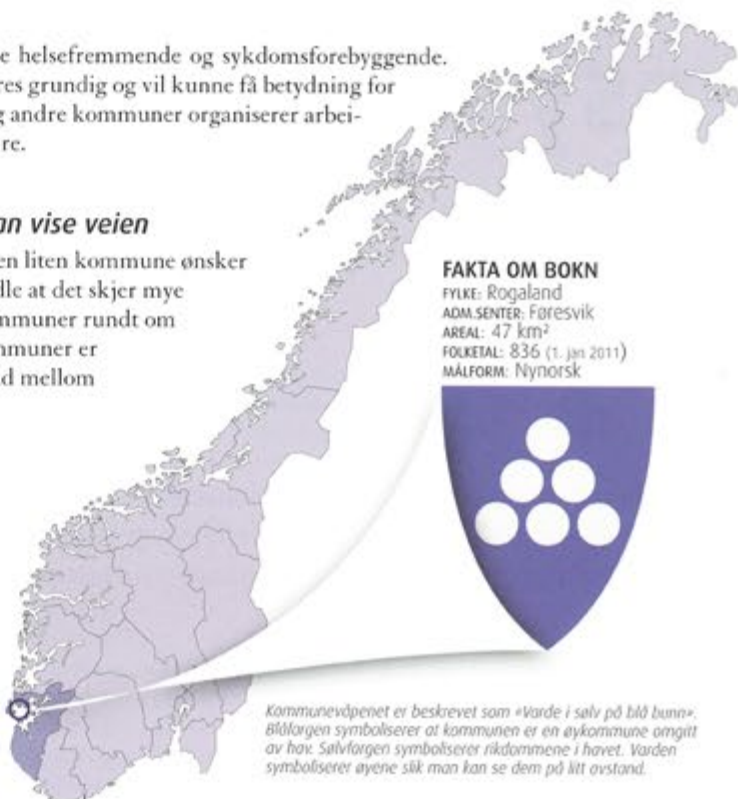 e helsefremmende og sykdomsforebyggende.
res grundig og vil kunne få betydning for
g andre kommuner organiserer arbei-
re.
an vise veien
en liten kommune ønsker
lle at det skjer mye
mmuner rundt om
nmuner er
d mellom
FAKTA OM BOKN
FYLKE: Rogaland
ADM.SENTER: Føresvik
AREAL: 47 km²
FOLKETAL: 836 (1. jan 2011)
MÅLFORM: Nynorsk
Kommunevåpenet er beskrevet som «Varde i sølv på blå bunn».
Blåfargen symboliserer at kommunen er en øykommune omgitt
av hav. Sølvfargen symboliserer rikdommene i havet. Varden
symboliserer øyene slik man kan se dem på litt avstand.